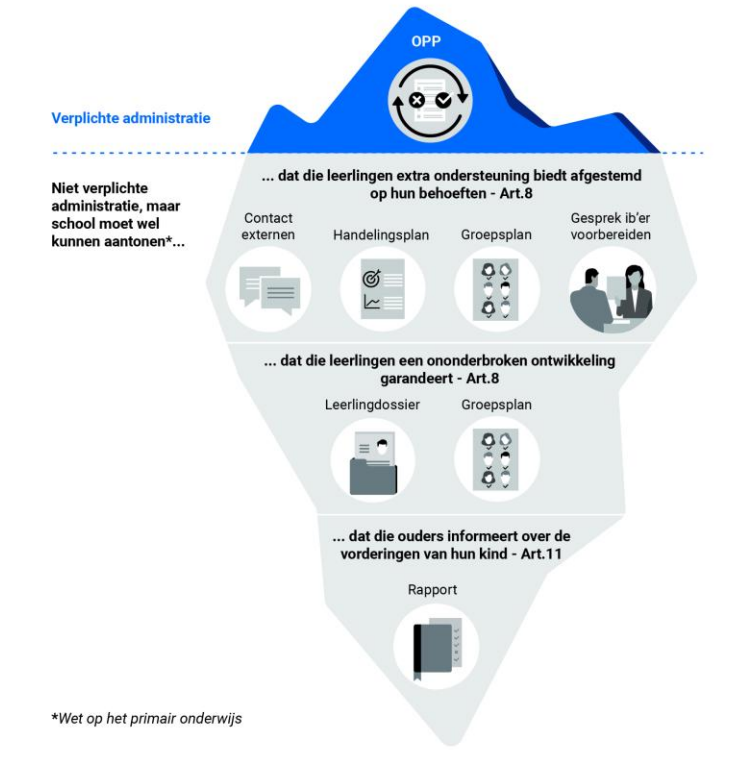 OPP
Verplichte administratie
Niet verplichte
administratie, maar
school moet wel
kunnen aantonen*...
... dat die leerlingen extra ondersteuning biedt afgestemd
op hun behoeften - Art.8
Contact
externen
Handelingsplan
Groepsplan
Gesprek ib'er
voorbereiden
... dat die leerlingen een ononderbroken ontwikkeling
garandeert - Art.8
Leerlingdossier
Groepsplan
... dat die ouders informeert over de
vorderingen van hun kind - Art.11
Rapport
*Wet op het primair onderwijs